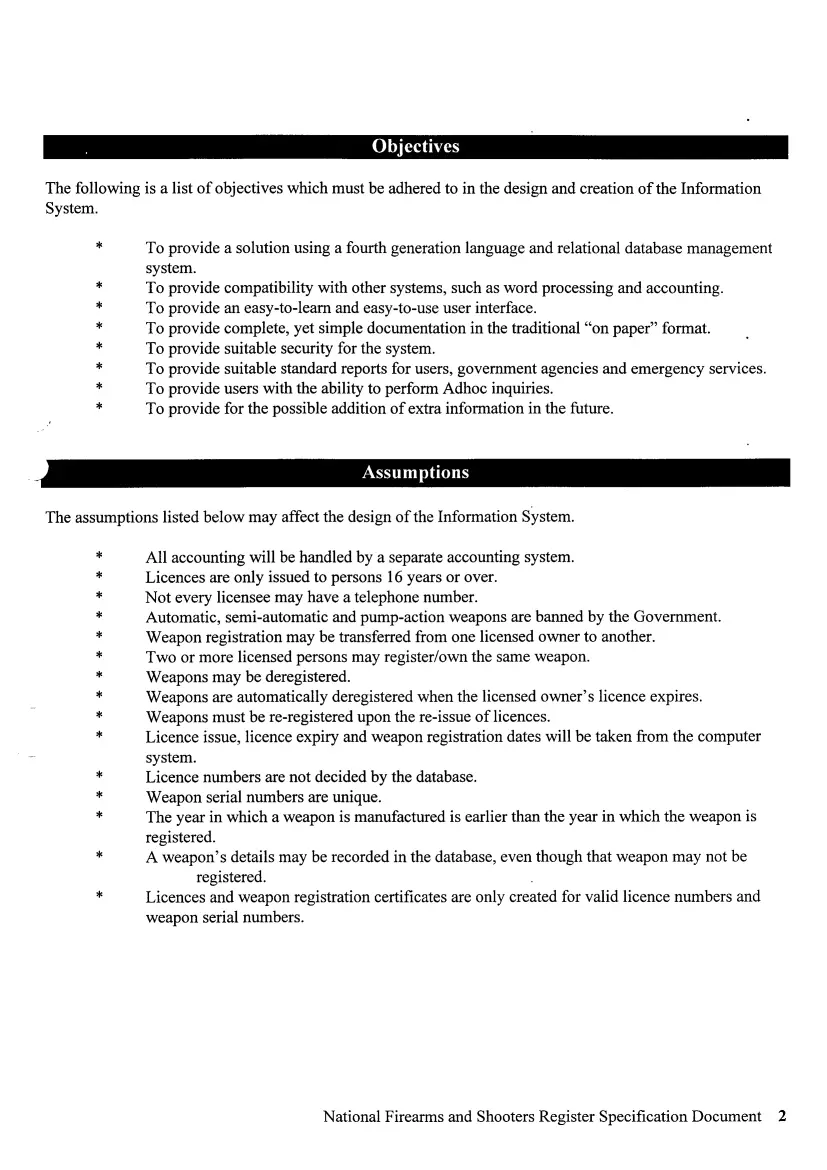 Objectives
The following is a list of objectives which must be adhered to in the design and creation of the Information
System.
* To provide a solution using a fourth generation language and relational database management
system.
* To provide compatibility with other systems, such as word processing and accounting.
* To provide an easy-to-learn and easy-to-use user interface.
* To provide complete, yet simple documentation in the traditional “on paper” format.
* To provide suitable security for the system.
* To provide suitable standard reports for users, government agencies and emergency services.
* To provide users with the ability to perform Adhoc inquiries.
* To provide for the possible addition of extra information in the future.
Assumptions
The assumptions listed below may affect the design of the Information System.
* All accounting will be handled by a separate accounting system.
* Licences are only issued to persons 16 years or over.
* Not every licensee may have a telephone number.
* Automatic, semi-automatic and pump-action weapons are banned by the Government.
* Weapon registration may be transferred from one licensed owner to another.
* Two or more licensed persons may register/own the same weapon.
* Weapons may be deregistered.
* Weapons are automatically deregistered when the licensed owner’s licence expires.
* Weapons must be re-registered upon the re-issue of licences.
* Licence issue, licence expiry and weapon registration dates will be taken from the computer
system.
* Licence numbers are not decided by the database.
* Weapon serial numbers are unique.
* The year in which a weapon is manufactured is earlier than the year in which the weapon is
registered.
* A weapon’s details may be recorded in the database, even though that weapon may not be
registered.
* Licences and weapon registration certificates are only created for valid licence numbers and
weapon serial numbers.
National Firearms and Shooters Register Specification Document 2